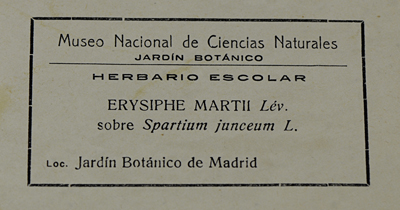 Museo Nacional de Ciencias Naturales
JARDÍN BOTÁNICO
HERBARIO ESCOLAR
ERYSIPHE MARTII Lév.
sobre Spartium junceum L.
Loc. Jardín Botánico de Madrid